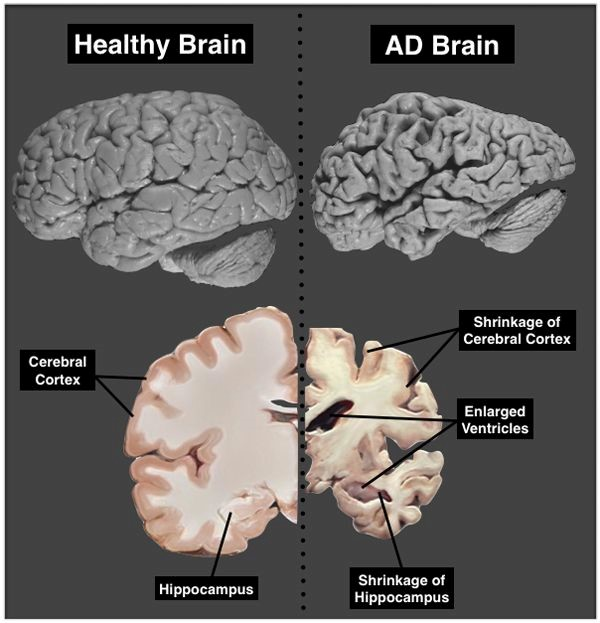 Healthy Brain
AD Brain
Cerebral
Cortex
Hippocampus
Shrinkage of
Cerebral Cortex
Enlarged
Ventricles
Shrinkage of
Hippocampus